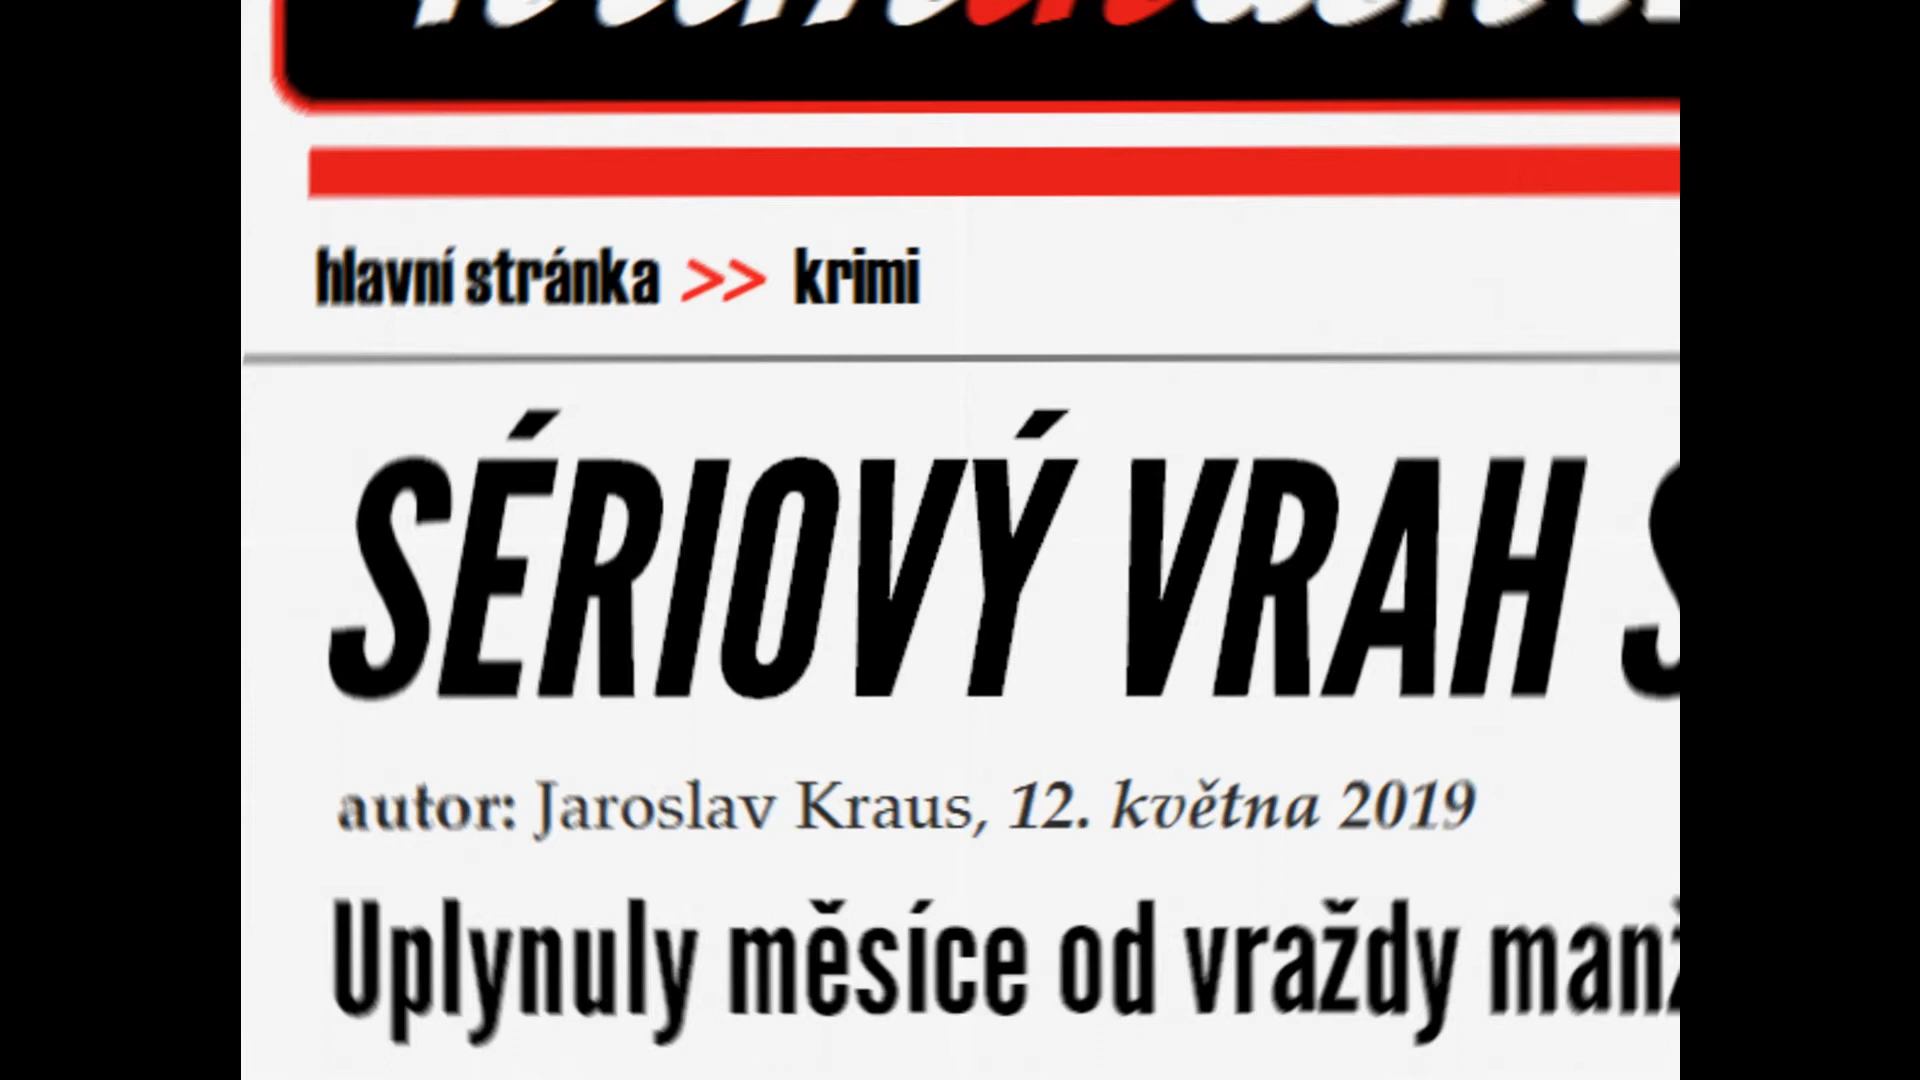 hlavní stránka >> krimi
SÉRIOVÝ VRAH
autor: Jaroslav Kraus, 12. května 2019
Uplynuly měsíce od vraždy